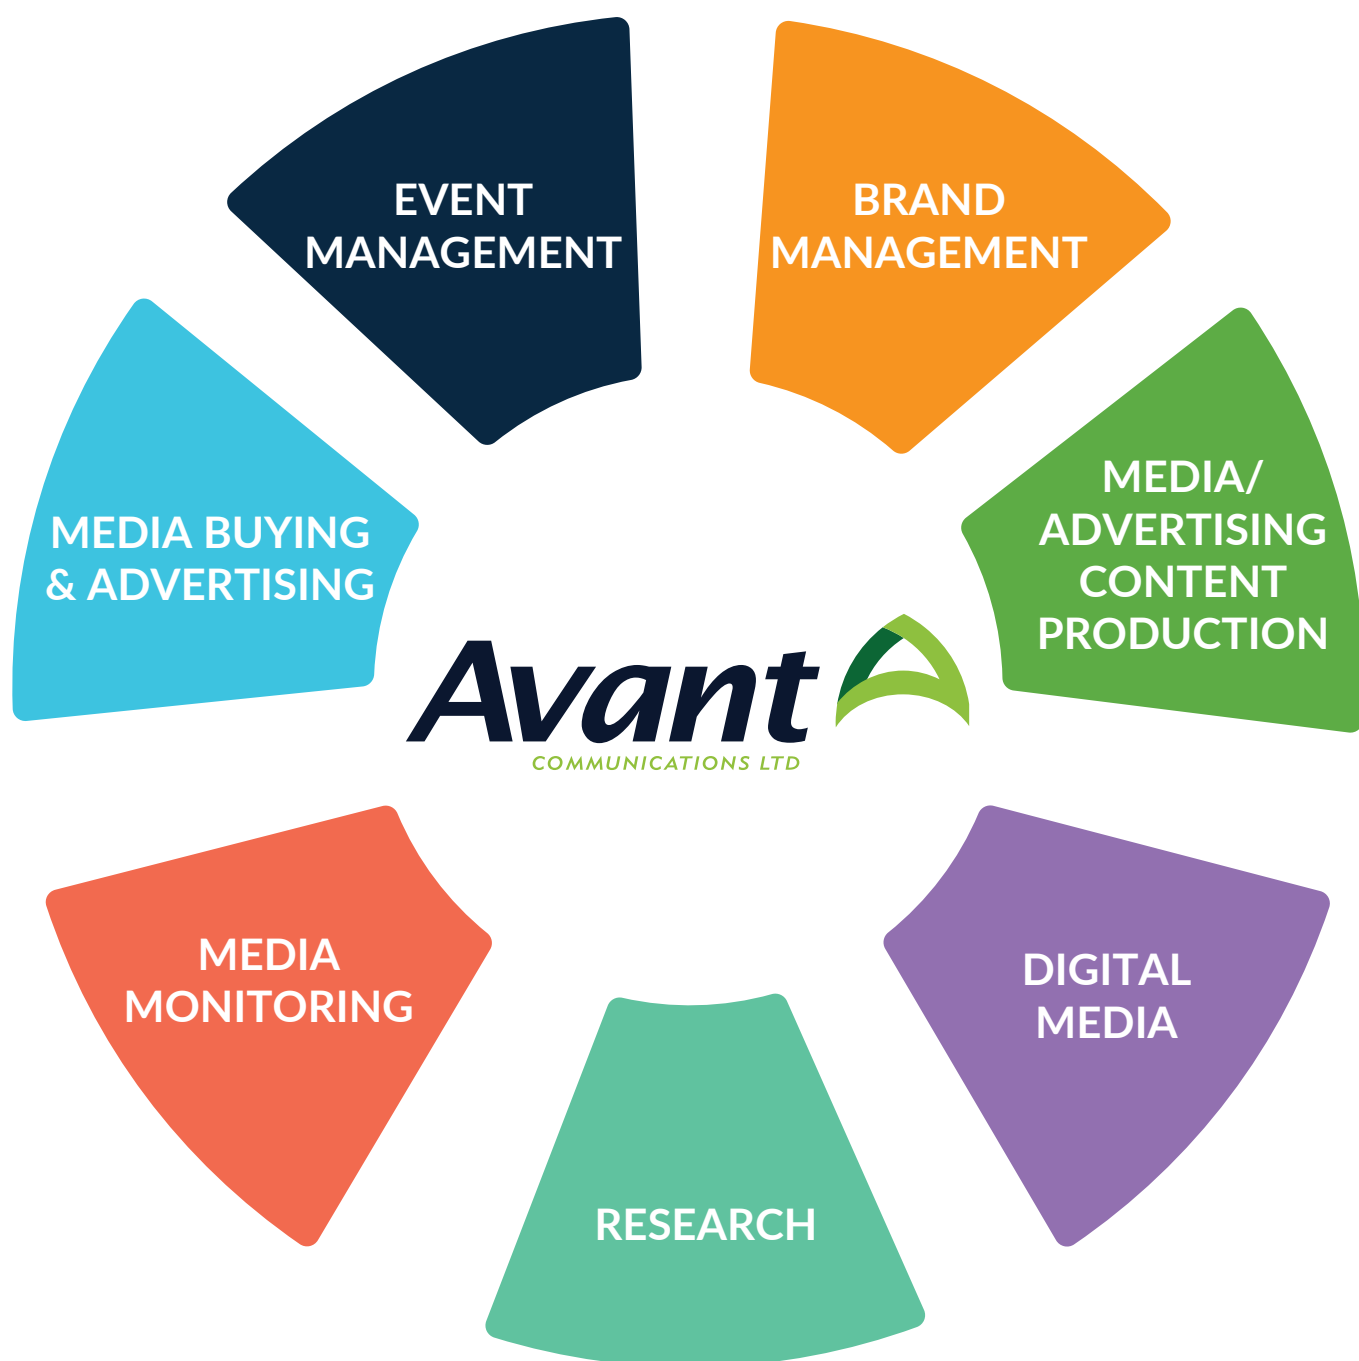 EVENT
MANAGEMENT
BRAND
MANAGEMENT
MEDIA/
ADVERTISING
CONTENT
PRODUCTION
MEDIA BUYING
& ADVERTISING
Avant
COMMUNICATIONS LTD
MEDIA
MONITORING
DIGITAL
MEDIA
RESEARCH